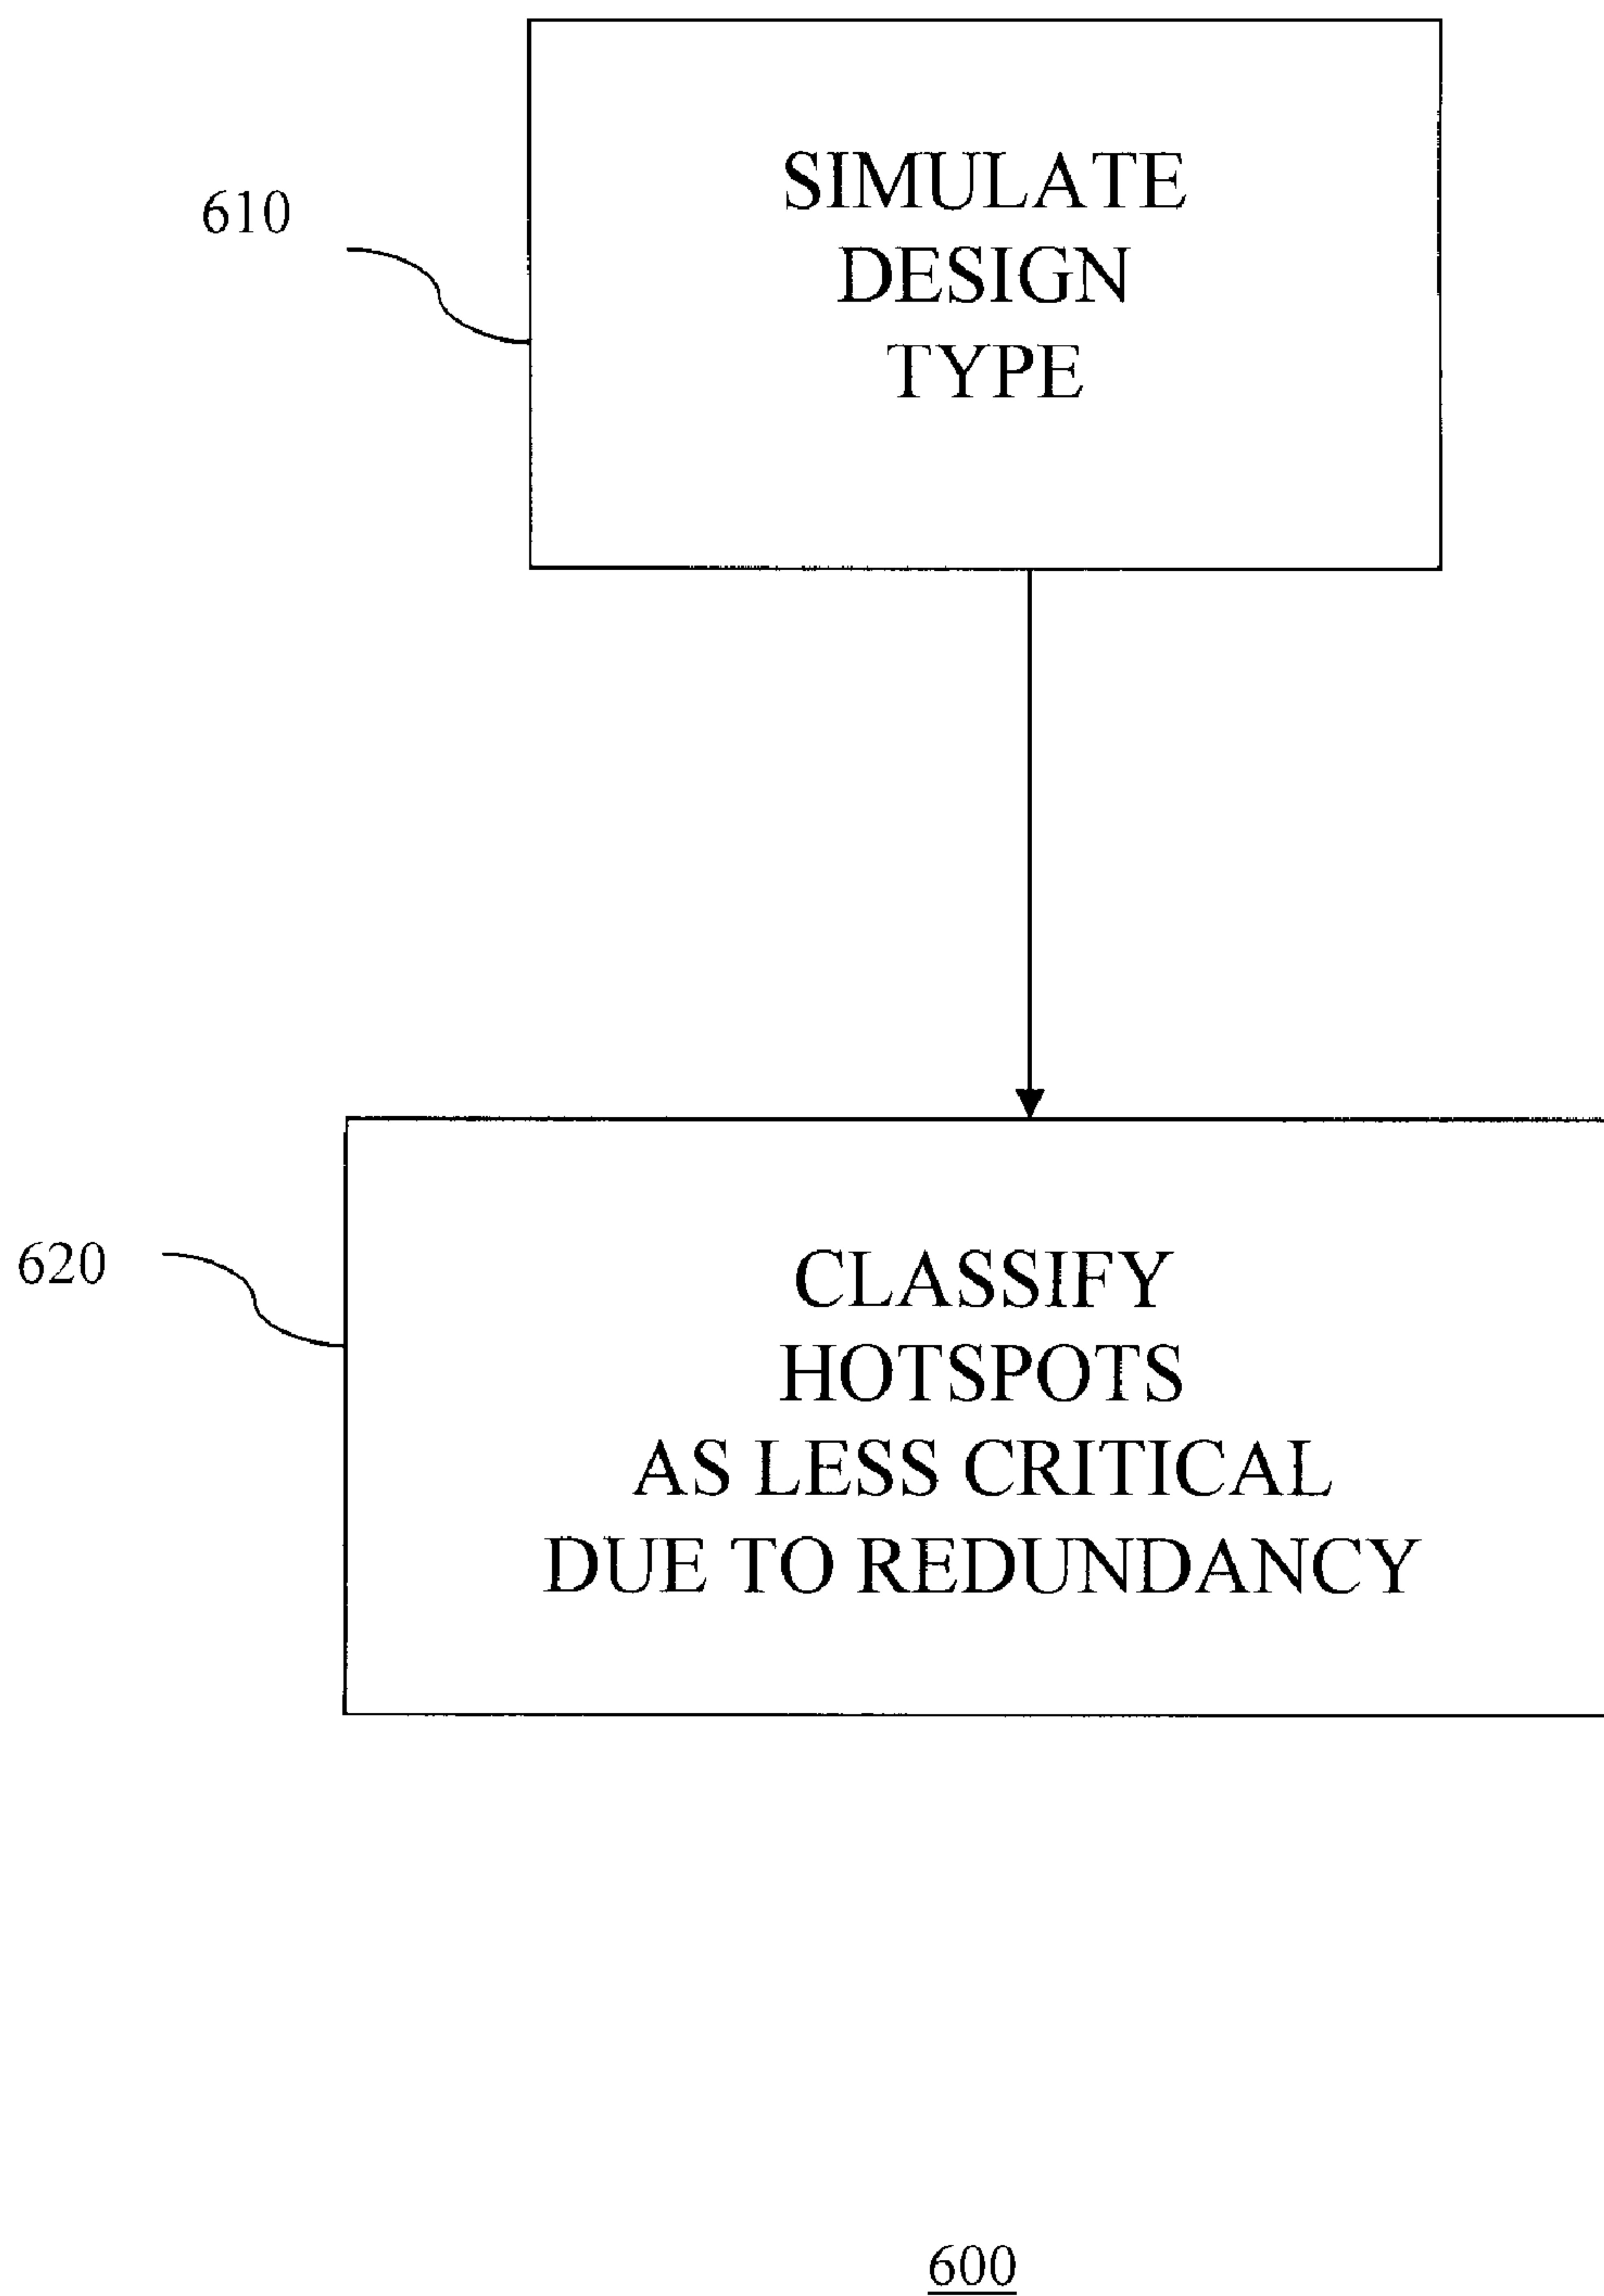 SIMULATE
DESIGN
TYPE
610
CLASSIFY
HOTSPOTS
AS LESS CRITICAL
DUE TO REDUNDANCY
620
600